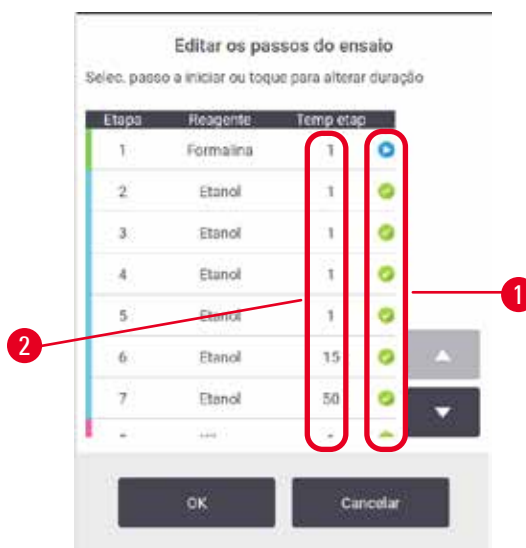 Editar os passos do ensaio
Selec. passo a iniciar ou toque para alterar duração
Etapa Reagente Temp etap
1 Formalina 1
2 Etanol 1
3 Etanol 1
4 Etanol 1
5 Etanol 1
6 Etanol 15
7 Etanol 50
OK Cancelar
1
2